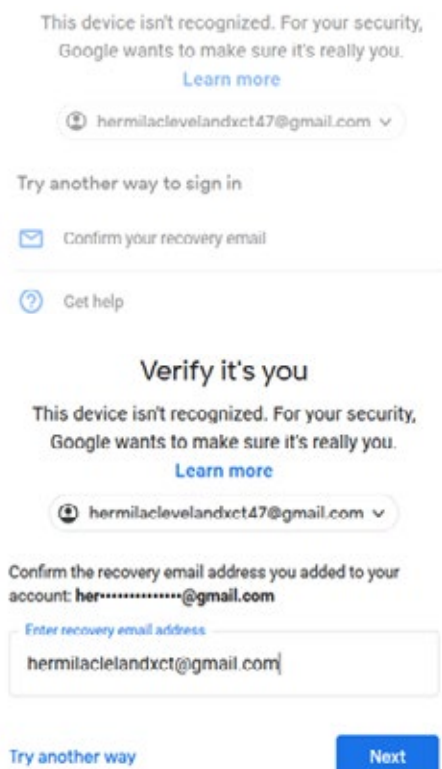 This device isn't recognized. For your security,
Google wants to make sure it's really you.
Learn more
hermilaclevelandxct47@gmail.com
Try another way to sign in
Confirm your recovery email
Get help
Verify it's you
This device isn't recognized. For your security,
Google wants to make sure it's really you.
Learn more
hermilaclevelandxct47@gmail.com
Confirm the recovery email address you added to your
account: her••••••••••••••@gmail.com
Enter recovery email address
hermilaclelandxct@gmail.com
Try another way Next